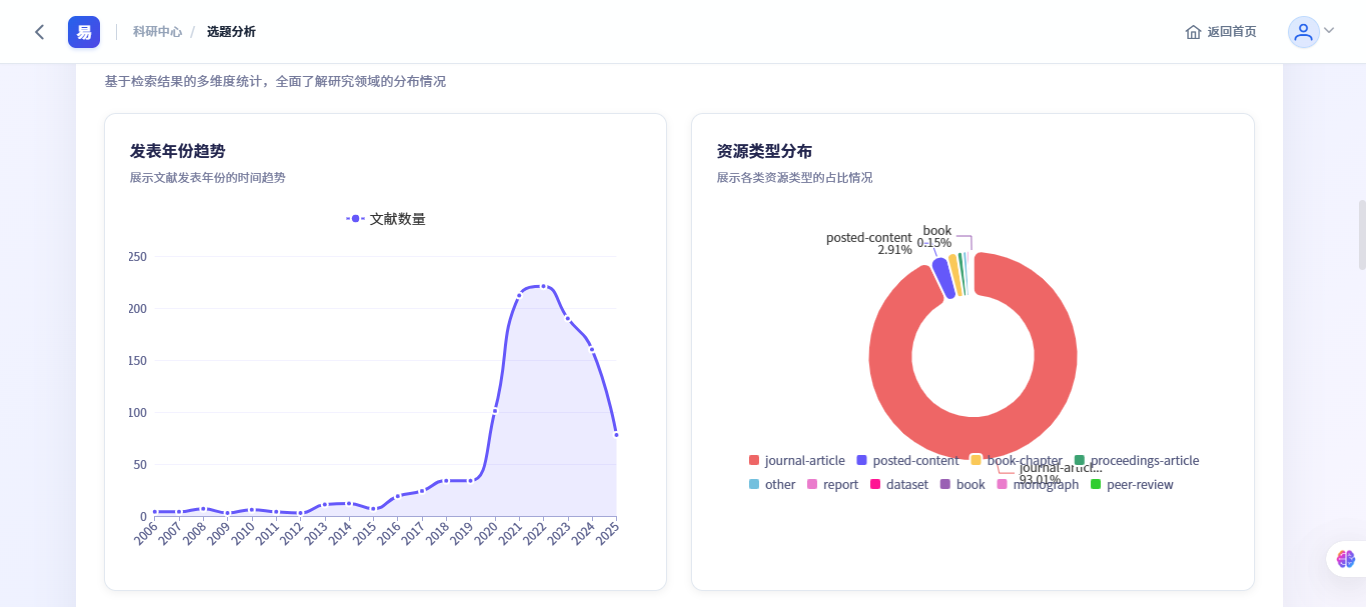 易 科研中心 / 选题分析 返回首页
基于检索结果的多维度统计，全面了解研究领域的分布情况
发表年份趋势
展示文献发表年份的时间趋势
文献数量
250
200
150
100
50
0
2006 2007 2008 2009 2010 2011 2012 2013 2014 2015 2016 2017 2018 2019 2020 2021 2022 2023 2024 2025
资源类型分布
展示各类资源类型的占比情况
book
0.15%
posted-content
2.91%
journal-articl...
93.01%
journal-article posted-content book-chapter proceedings-article
other report dataset book monograph peer-review